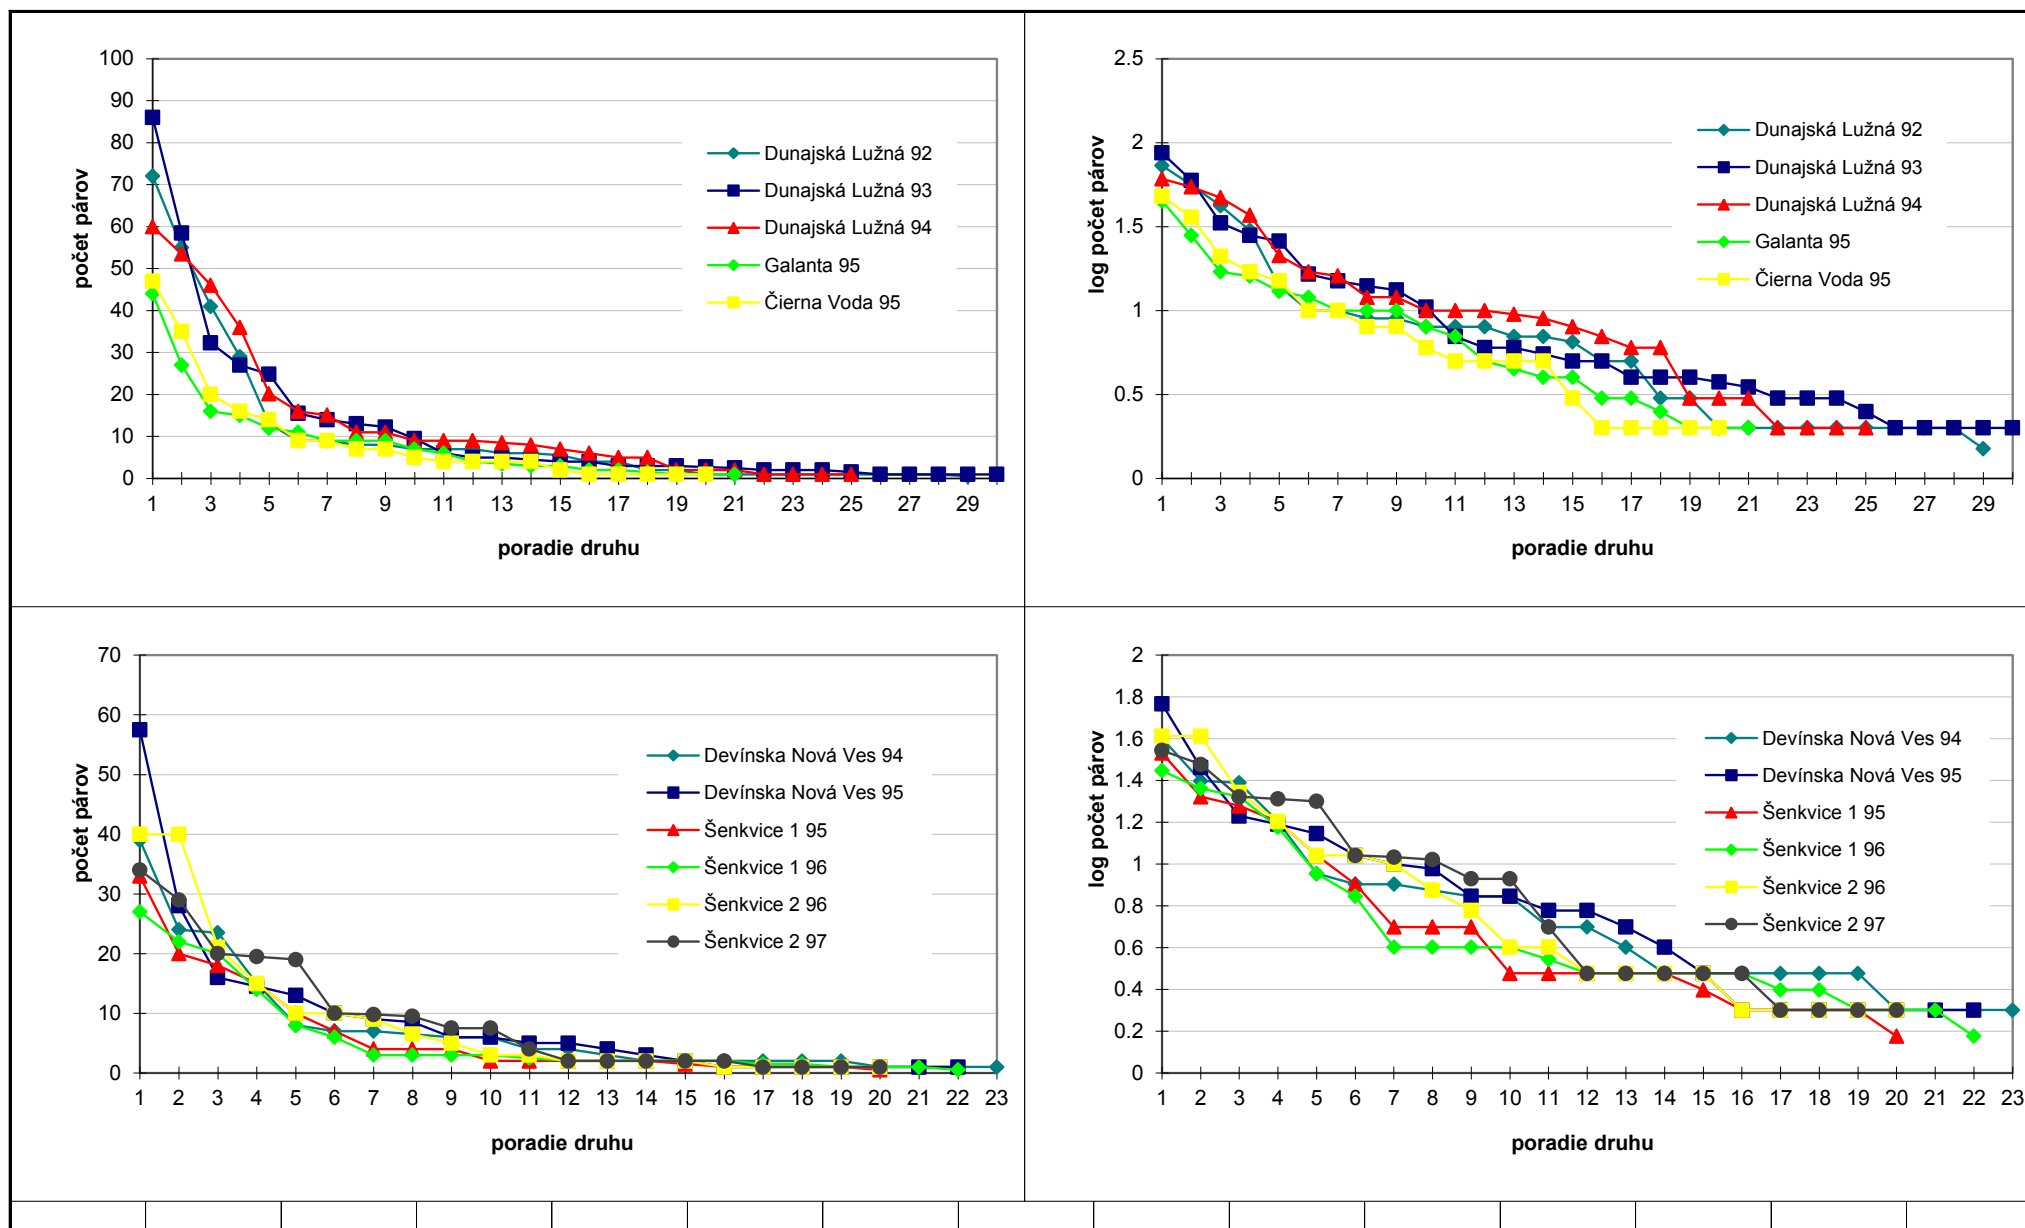 100
90
80
70
60
50
40
30
20
10
0
počet párov
1 3 5 7 9 11 13 15 17 19 21 23 25 27 29
poradie druhu
Dunajská Lužná 92
Dunajská Lužná 93
Dunajská Lužná 94
Galanta 95
Čierna Voda 95
2.5
2
1.5
1
0.5
0
log počet párov
1 3 5 7 9 11 13 15 17 19 21 23 25 27 29
poradie druhu
Dunajská Lužná 92
Dunajská Lužná 93
Dunajská Lužná 94
Galanta 95
Čierna Voda 95
70
60
50
40
30
20
10
0
počet párov
1 2 3 4 5 6 7 8 9 10 11 12 13 14 15 16 17 18 19 20 21 22 23
poradie druhu
Devínska Nová Ves 94
Devínska Nová Ves 95
Šenkvice 1 95
Šenkvice 1 96
Šenkvice 2 96
Šenkvice 2 97
2
1.8
1.6
1.4
1.2
1
0.8
0.6
0.4
0.2
0
log počet párov
1 2 3 4 5 6 7 8 9 10 11 12 13 14 15 16 17 18 19 20 21 22 23
poradie druhu
Devínska Nová Ves 94
Devínska Nová Ves 95
Šenkvice 1 95
Šenkvice 1 96
Šenkvice 2 96
Šenkvice 2 97